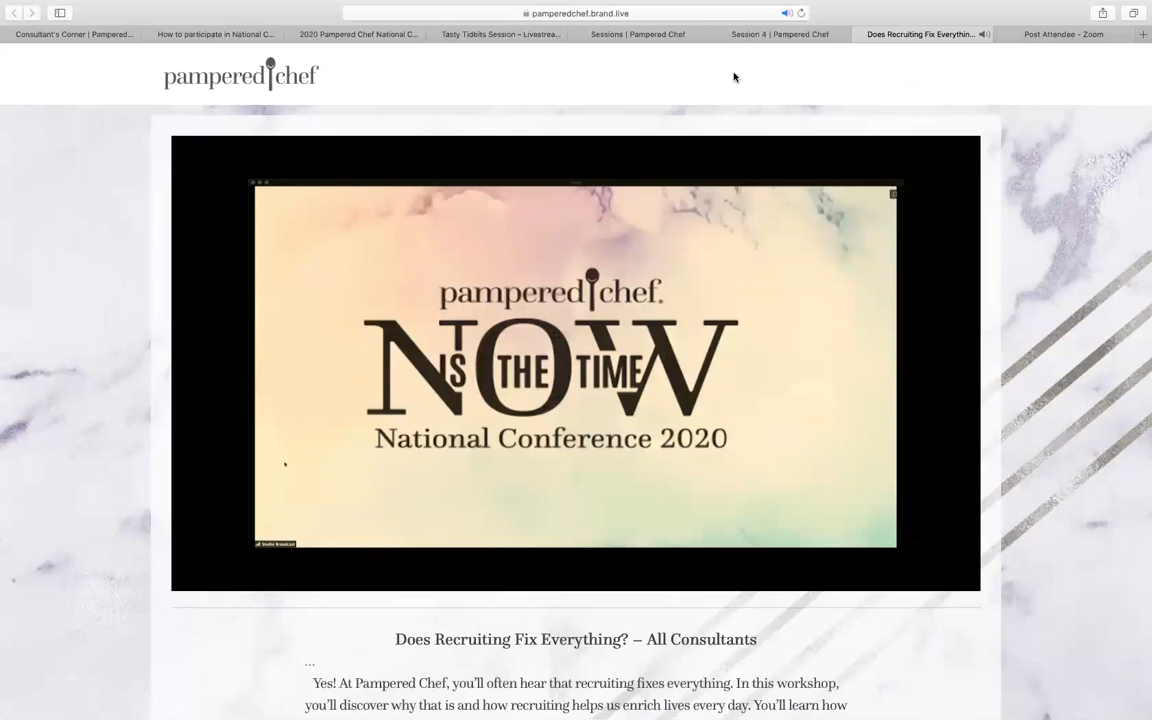 pamperedchef.brand.live
Consultant's Corner | Pampered...
How to participate in National C...
2020 Pampered Chef National C...
Tasty Tidbits Session – Livestrea...
Sessions | Pampered Chef
Session 4 | Pampered Chef
Does Recruiting Fix Everythin...
Post Attendee - Zoom
pampered chef
pampered chef.
NOW
IS THE TIME
National Conference 2020
Studio Broadcast
Does Recruiting Fix Everything? – All Consultants
...
Yes! At Pampered Chef, you'll often hear that recruiting fixes everything. In this workshop,
you'll discover why that is and how recruiting helps us enrich lives every day. You'll learn how